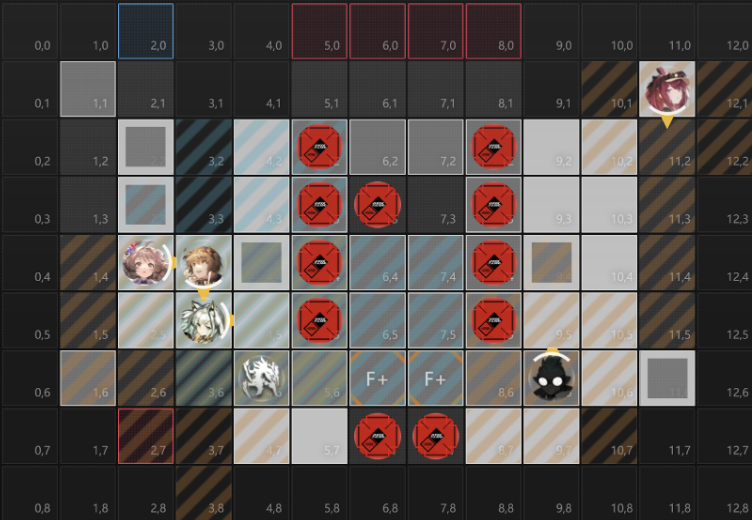 0,0 1,0 2,0 3,0 4,0 5,0 6,0 7,0 8,0 9,0 10,0 11,0 12,0
0,1 1,1 2,1 3,1 4,1 5,1 6,1 7,1 8,1 9,1 10,1 12,1
0,2 1,2 3,2 4,2 6,2 7,2 9,2 10,2 11,2 12,2
0,3 1,3 3,3 4,3 7,3 9,3 10,3 11,3 12,3
0,4 1,4 6,4 7,4 10,4 11,4 12,4
0,5 1,5 2,5 4,5 6,5 7,5 9,5 10,5 11,5 12,5
0,6 1,6 2,6 3,6 5,6 F+ F+ 8,6 10,6 12,6
0,7 1,7 2,7 3,7 4,7 5,7 8,7 9,7 10,7 11,7 12,7
0,8 1,8 2,8 3,8 4,8 5,8 6,8 7,8 8,8 9,8 10,8 11,8 12,8